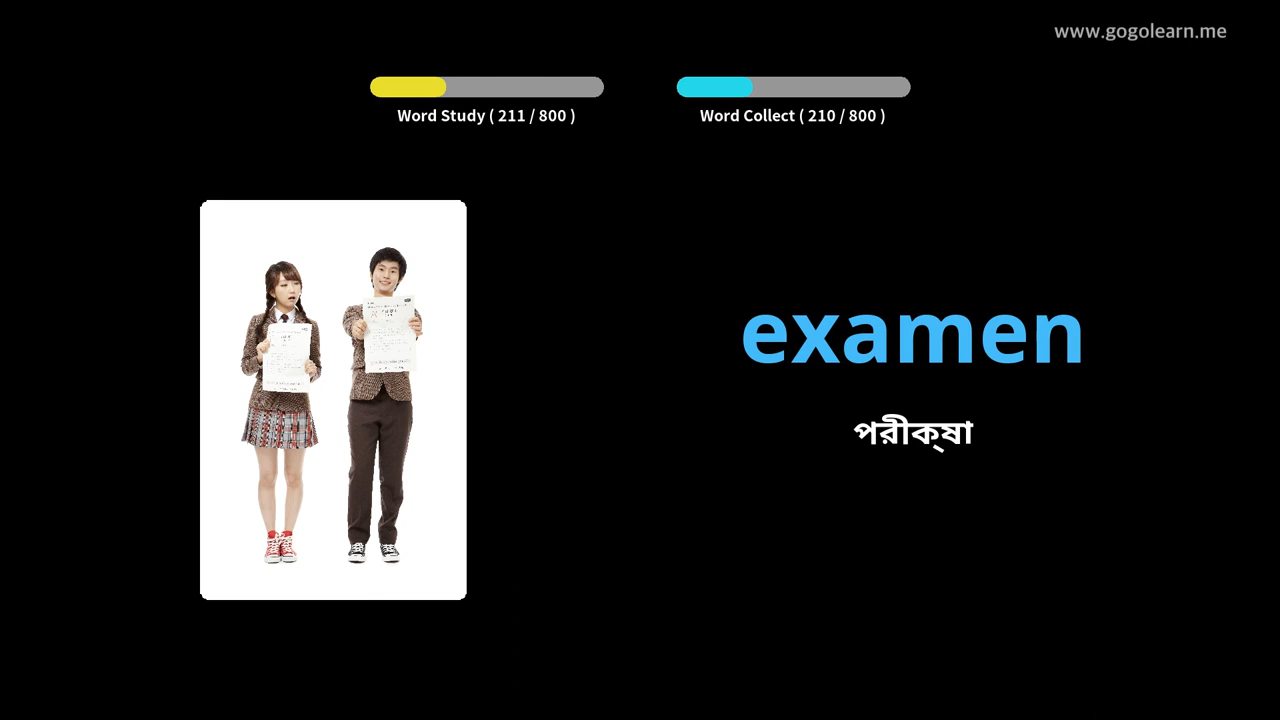 www.gogolearn.me
Word Study ( 211 / 800 )
Word Collect ( 210 / 800 )
examen
পরীক্ষা